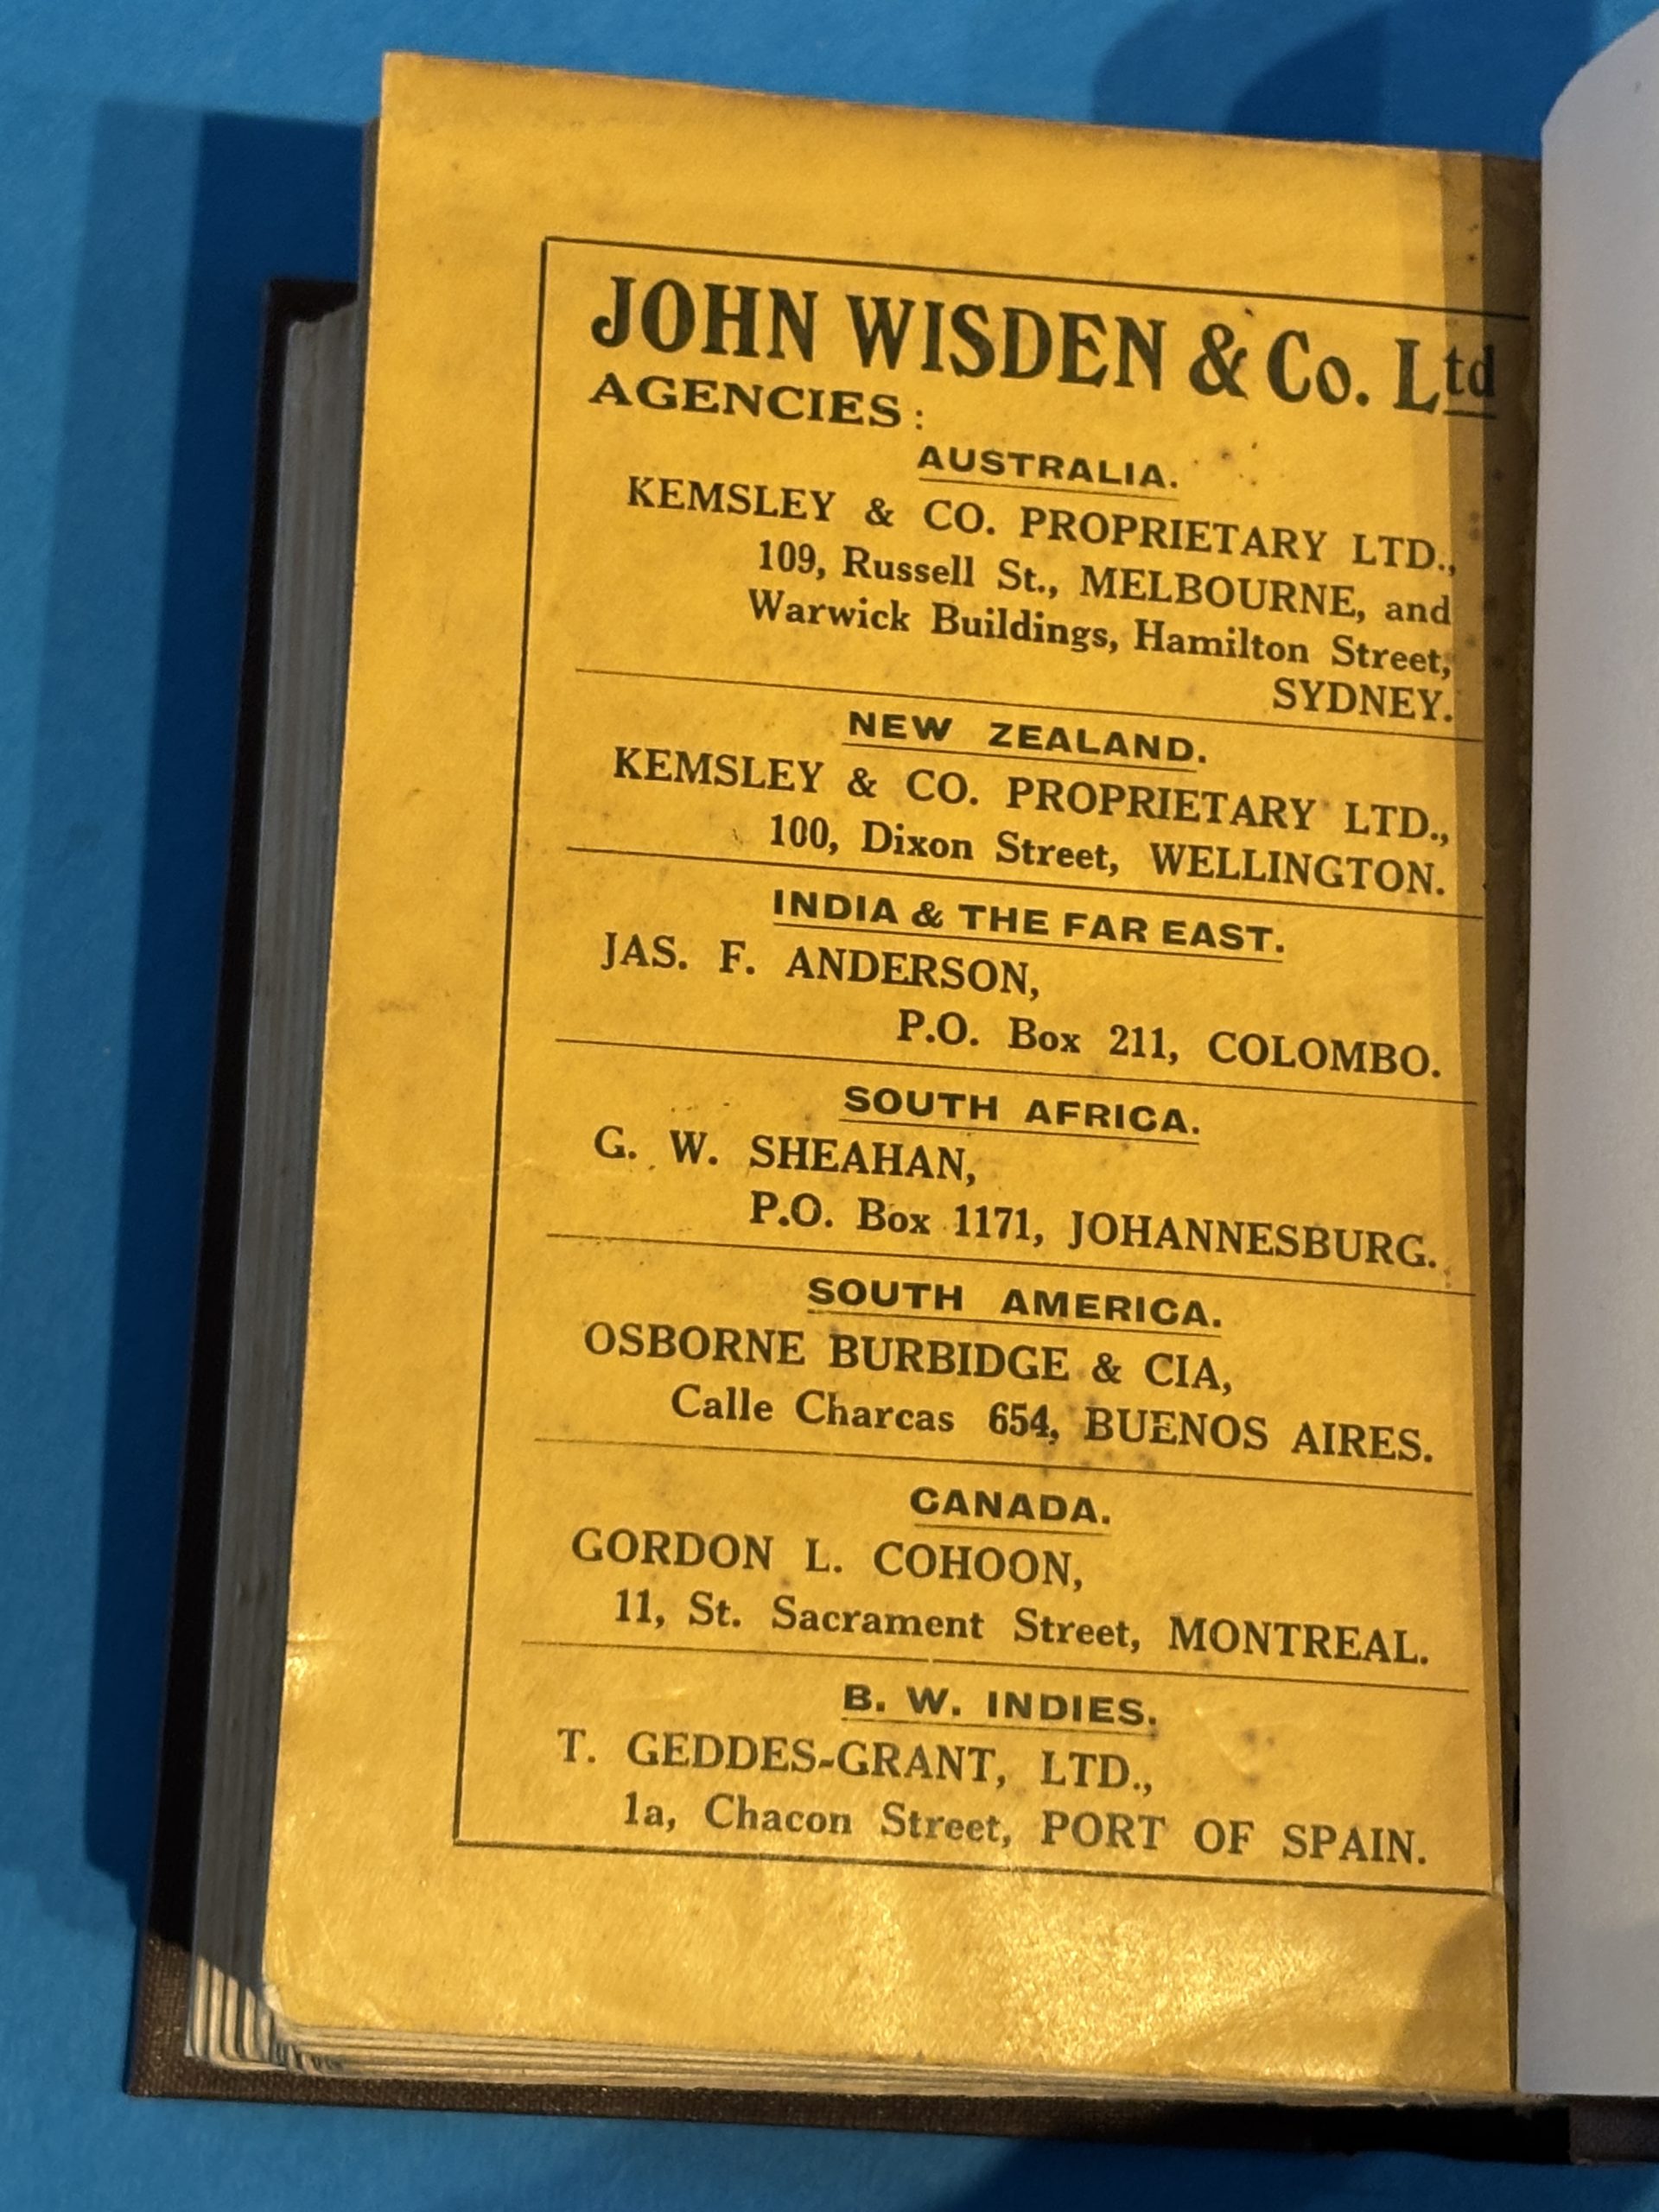 JOHN WISDEN & Co. Ltd
AGENCIES:
AUSTRALIA.
KEMSLEY & CO. PROPRIETARY LTD.,
109, Russell St., MELBOURNE, and
Warwick Buildings, Hamilton Street,
SYDNEY.
NEW ZEALAND.
KEMSLEY & CO. PROPRIETARY LTD.,
100, Dixon Street, WELLINGTON.
INDIA & THE FAR EAST.
JAS. F. ANDERSON,
P.O. Box 211, COLOMBO.
SOUTH AFRICA.
G. W. SHEAHAN,
P.O. Box 1171, JOHANNESBURG.
SOUTH AMERICA.
OSBORNE BURBIDGE & CIA,
Calle Charcas 654, BUENOS AIRES.
CANADA.
GORDON L. COHOON,
11, St. Sacrament Street, MONTREAL.
B. W. INDIES.
T. GEDDES-GRANT, LTD.,
1a, Chacon Street, PORT OF SPAIN.